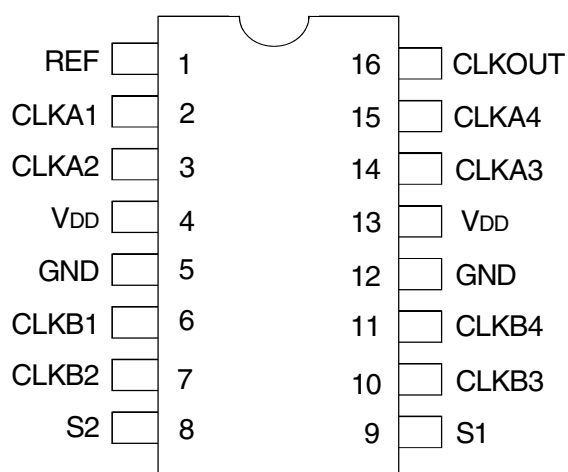 REF 1 16 CLKOUT
CLKA1 2 15 CLKA4
CLKA2 3 14 CLKA3
VDD 4 13 VDD
GND 5 12 GND
CLKB1 6 11 CLKB4
CLKB2 7 10 CLKB3
S2 8 9 S1